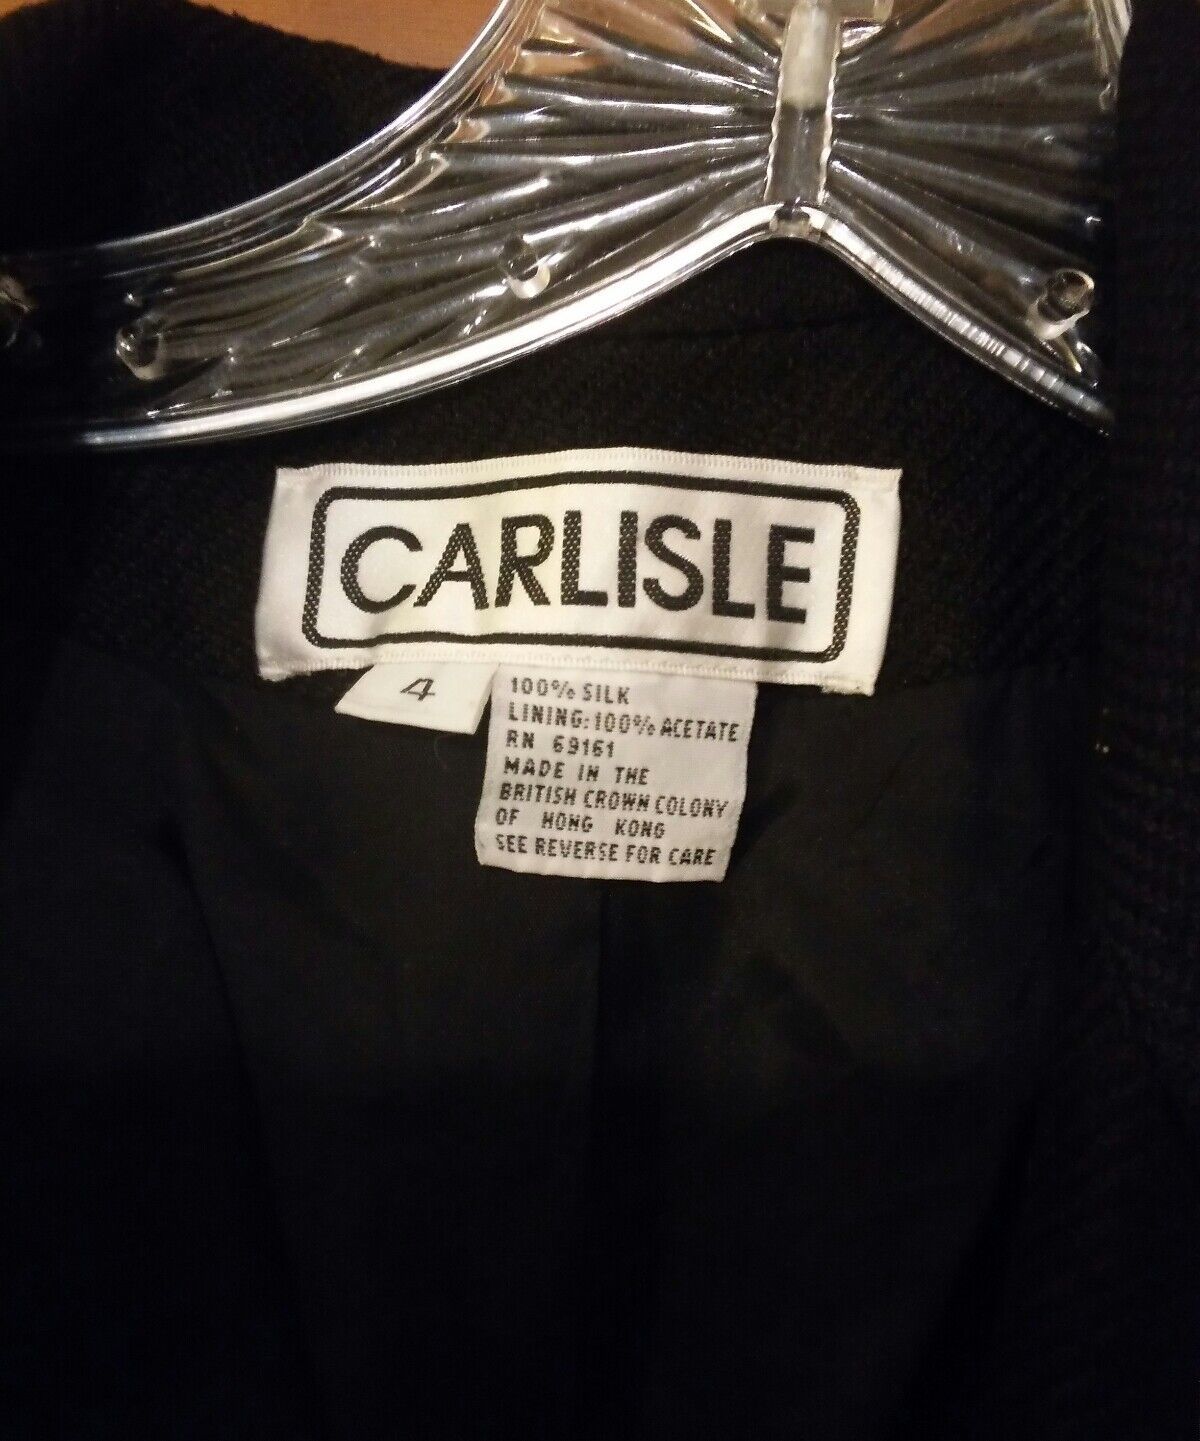 CARLISLE
4
100% SILK
LINING:100% ACETATE
RN 69161
MADE IN THE
BRITISH CROWN COLONY
OF HONG KONG
SEE REVERSE FOR CARE